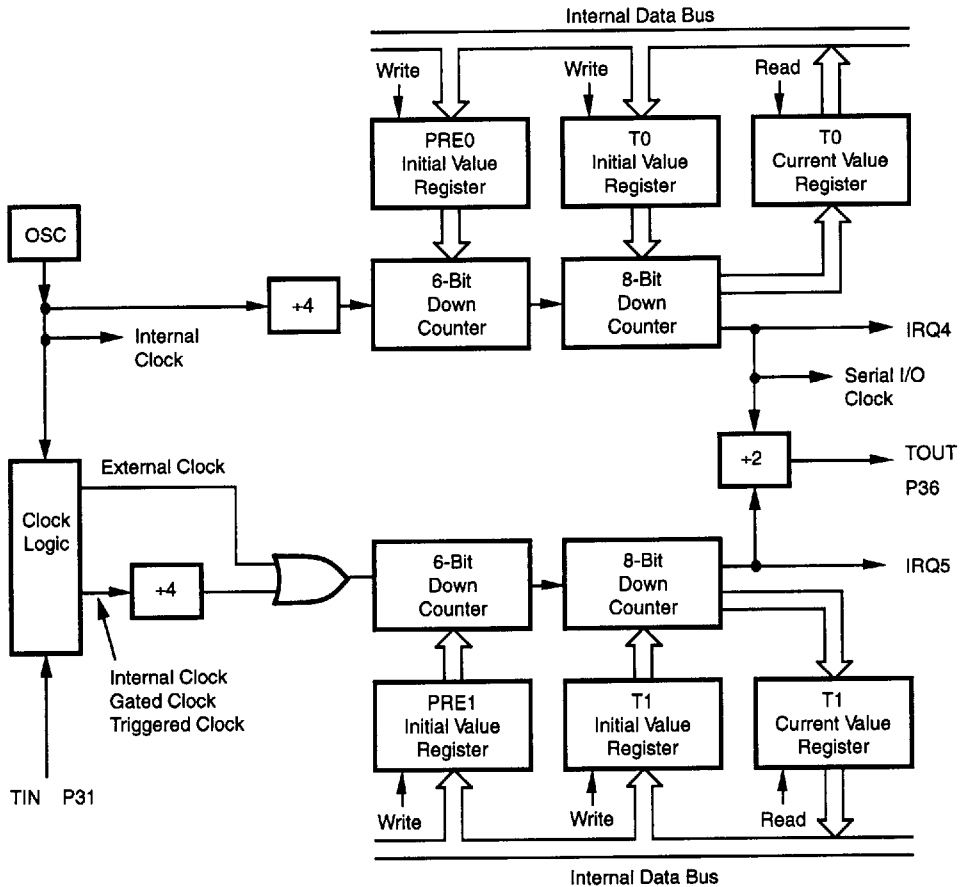 Internal Data Bus
Write
Write
Read
PRE0
Initial Value
Register
T0
Initial Value
Register
T0
Current Value
Register
OSC
÷4
6-Bit
Down
Counter
8-Bit
Down
Counter
Internal
Clock
IRQ4
Serial I/O
Clock
÷2
TOUT
P36
External Clock
Clock
Logic
÷4
6-Bit
Down
Counter
8-Bit
Down
Counter
IRQ5
Internal Clock
Gated Clock
Triggered Clock
PRE1
Initial Value
Register
T1
Initial Value
Register
T1
Current Value
Register
TIN P31
Write
Write
Read
Internal Data Bus